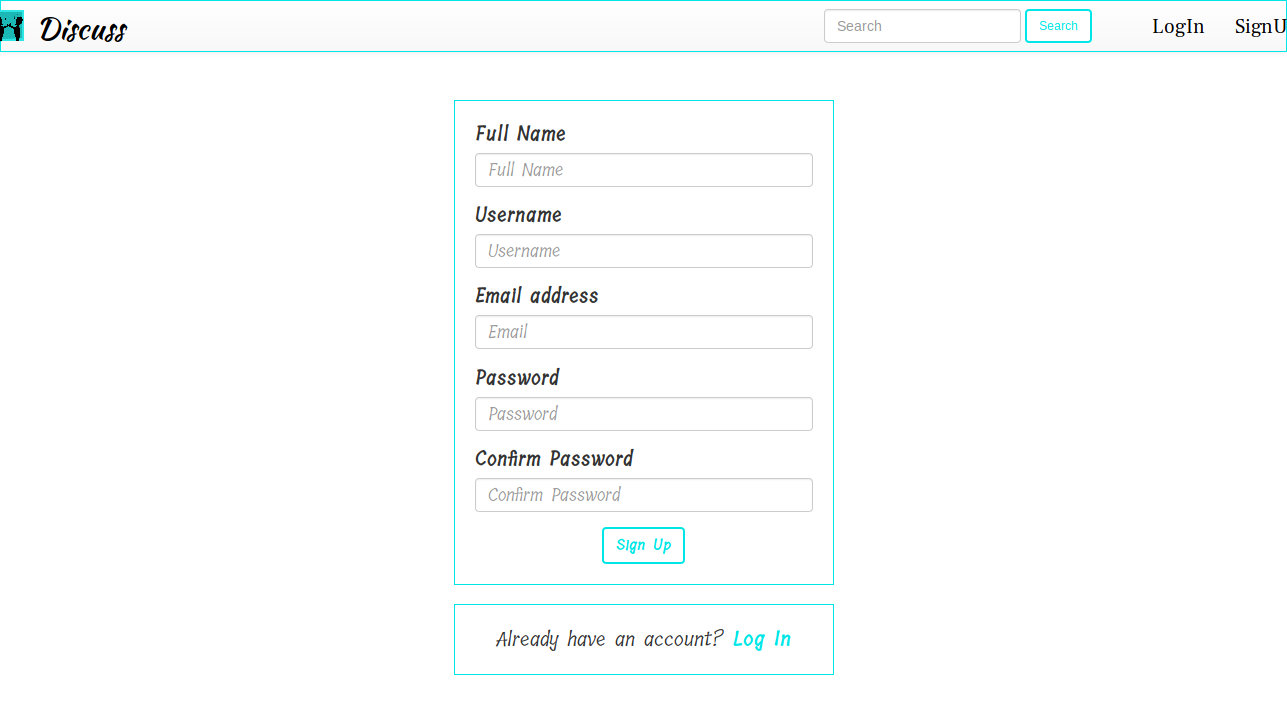 Discuss Search Search LogIn SignU
Full Name
Full Name
Username
Username
Email address
Email
Password
Password
Confirm Password
Confirm Password
Sign Up
Already have an account? Log In